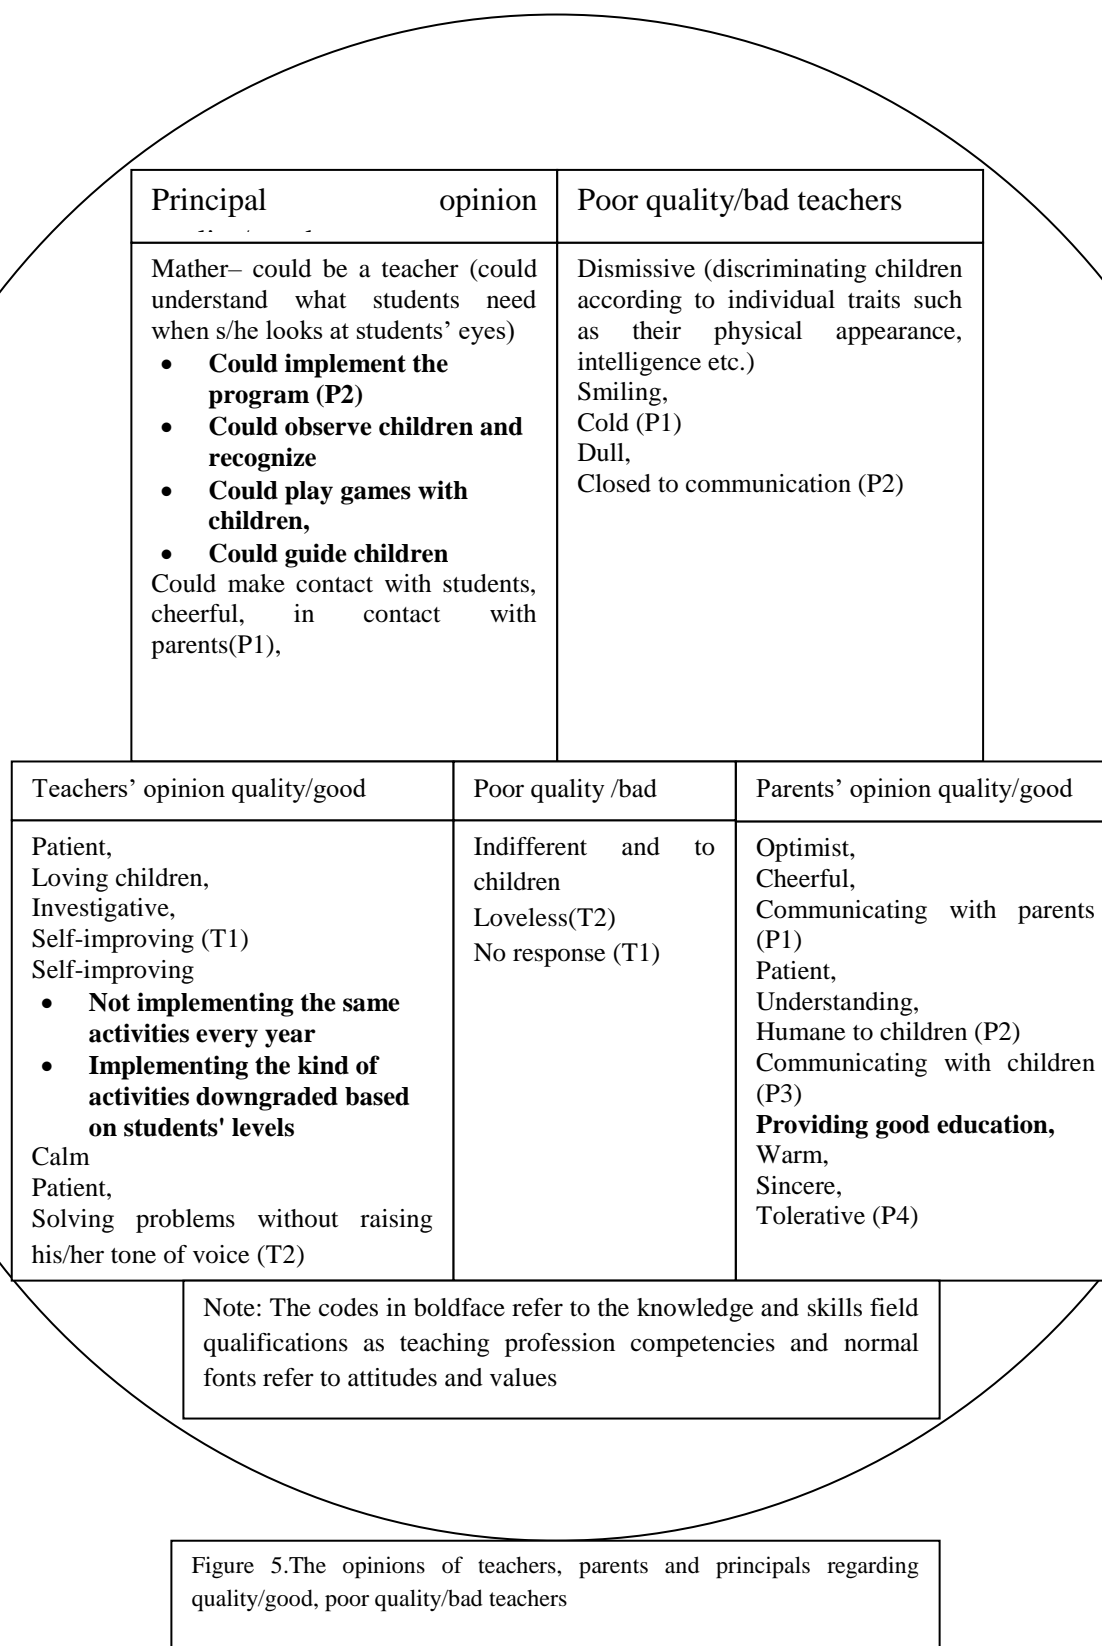 Principal opinion
Poor quality/bad teachers
Mather– could be a teacher (could
understand what students need
when s/he looks at students’ eyes)
• Could implement the
program (P2)
• Could observe children and
recognize
• Could play games with
children,
• Could guide children
Could make contact with students,
cheerful, in contact with
parents(P1),
Dismissive (discriminating children
according to individual traits such
as their physical appearance,
intelligence etc.)
Smiling,
Cold (P1)
Dull,
Closed to communication (P2)
Teachers’ opinion quality/good
Patient,
Loving children,
Investigative,
Self-improving (T1)
Self-improving
• Not implementing the same
activities every year
• Implementing the kind of
activities downgraded based
on students' levels
Calm
Patient,
Solving problems without raising
his/her tone of voice (T2)
Poor quality /bad
Indifferent and to
children
Loveless(T2)
No response (T1)
Parents’ opinion quality/good
Optimist,
Cheerful,
Communicating with parents
(P1)
Patient,
Understanding,
Humane to children (P2)
Communicating with children
(P3)
Providing good education,
Warm,
Sincere,
Tolerative (P4)
Note: The codes in boldface refer to the knowledge and skills field
qualifications as teaching profession competencies and normal
fonts refer to attitudes and values
Figure 5.The opinions of teachers, parents and principals regarding
quality/good, poor quality/bad teachers